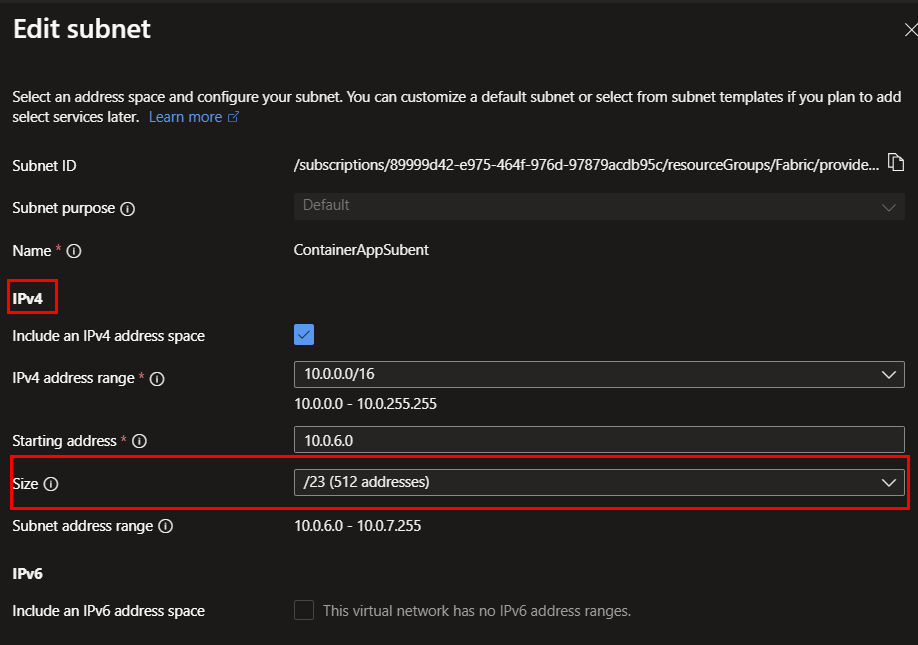 Edit subnet
Select an address space and configure your subnet. You can customize a default subnet or select from subnet templates if you plan to add
select services later. Learn more
Subnet ID /subscriptions/89999d42-e975-464f-976d-97879acdb95c/resourceGroups/Fabric/provide...
Subnet purpose Default
Name * ContainerAppSubent
IPv4
Include an IPv4 address space
IPv4 address range * 10.0.0.0/16
10.0.0.0 - 10.0.255.255
Starting address * 10.0.6.0
Size /23 (512 addresses)
Subnet address range 10.0.6.0 - 10.0.7.255
IPv6
Include an IPv6 address space This virtual network has no IPv6 address ranges.